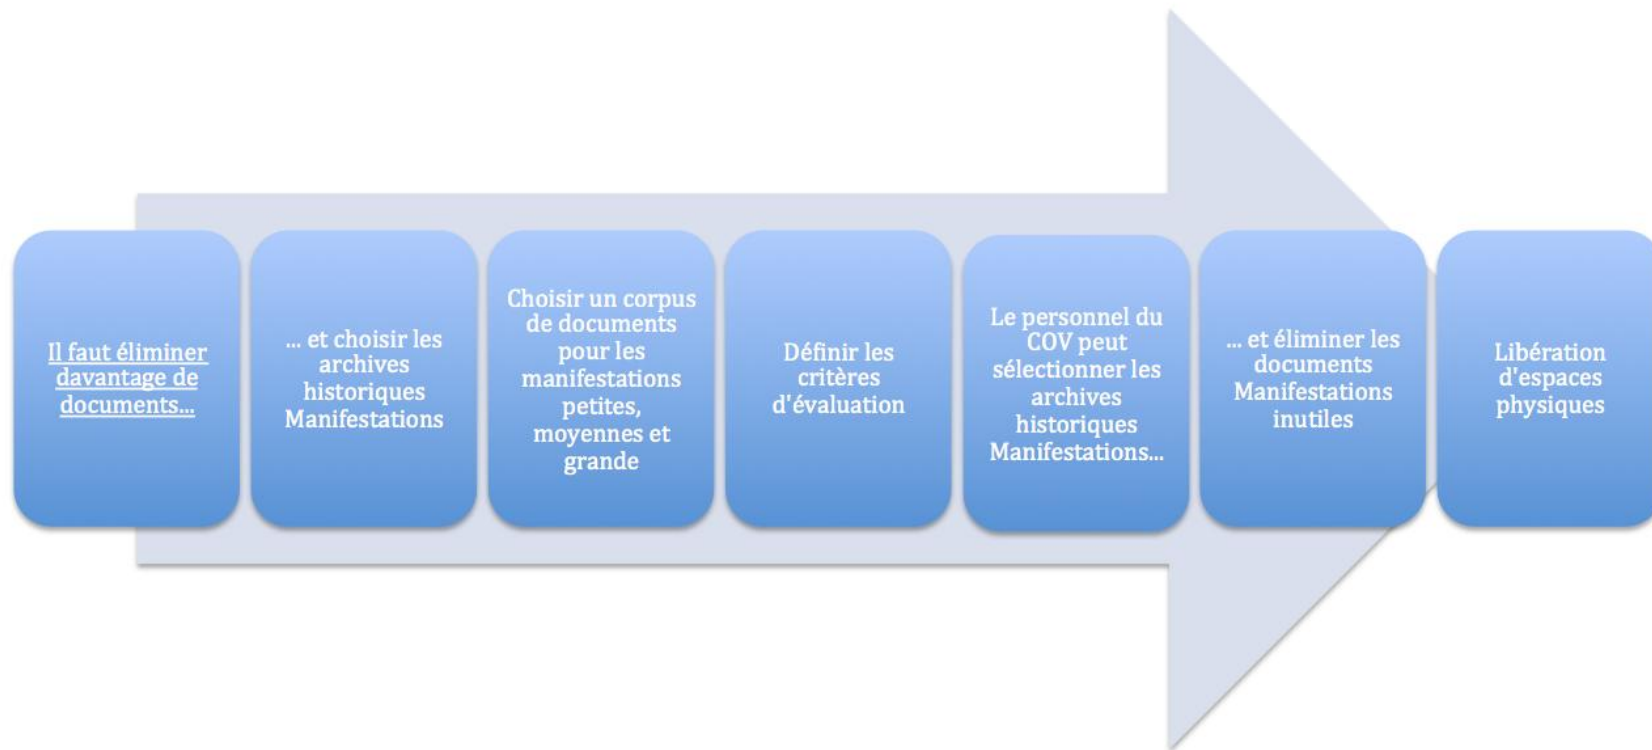 Il faut éliminer
davantage de
documents...
... et choisir les
archives
historiques
Manifestations
Choisir un corpus
de documents
pour les
manifestations
petites,
moyennes et
grande
Définir les
critères
d'évaluation
Le personnel du
COV peut
sélectionner les
archives
historiques
Manifestations...
... et éliminer les
documents
Manifestations
inutiles
Libération
d'espaces
physiques